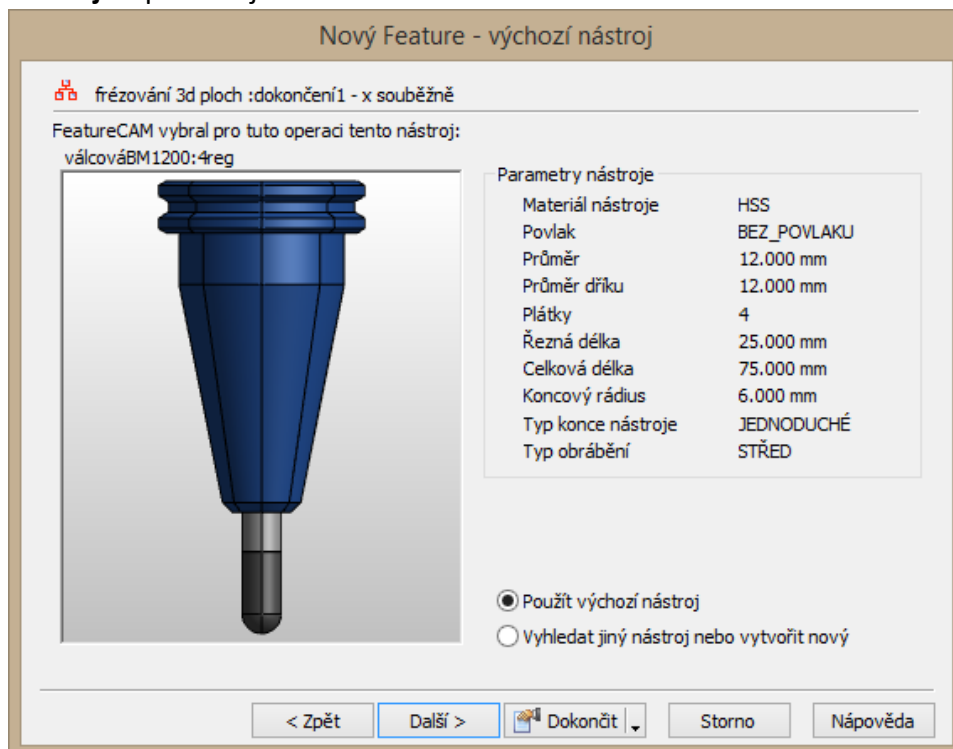 Nový Feature - výchozí nástroj
frézování 3d ploch :dokončení1 - x souběžně
FeatureCAM vybral pro tuto operaci tento nástroj:
válcováBM1200:4reg
Parametry nástroje
Materiál nástroje HSS
Povlak BEZ_POVLAKU
Průměr 12.000 mm
Průměr dříku 12.000 mm
Plátky 4
Řezná délka 25.000 mm
Celková délka 75.000 mm
Koncový rádius 6.000 mm
Typ konce nástroje JEDNODUCHÉ
Typ obrábění STŘED
Použít výchozí nástroj
Vyhledat jiný nástroj nebo vytvořit nový
< Zpět Další > Dokončit Storno Nápověda